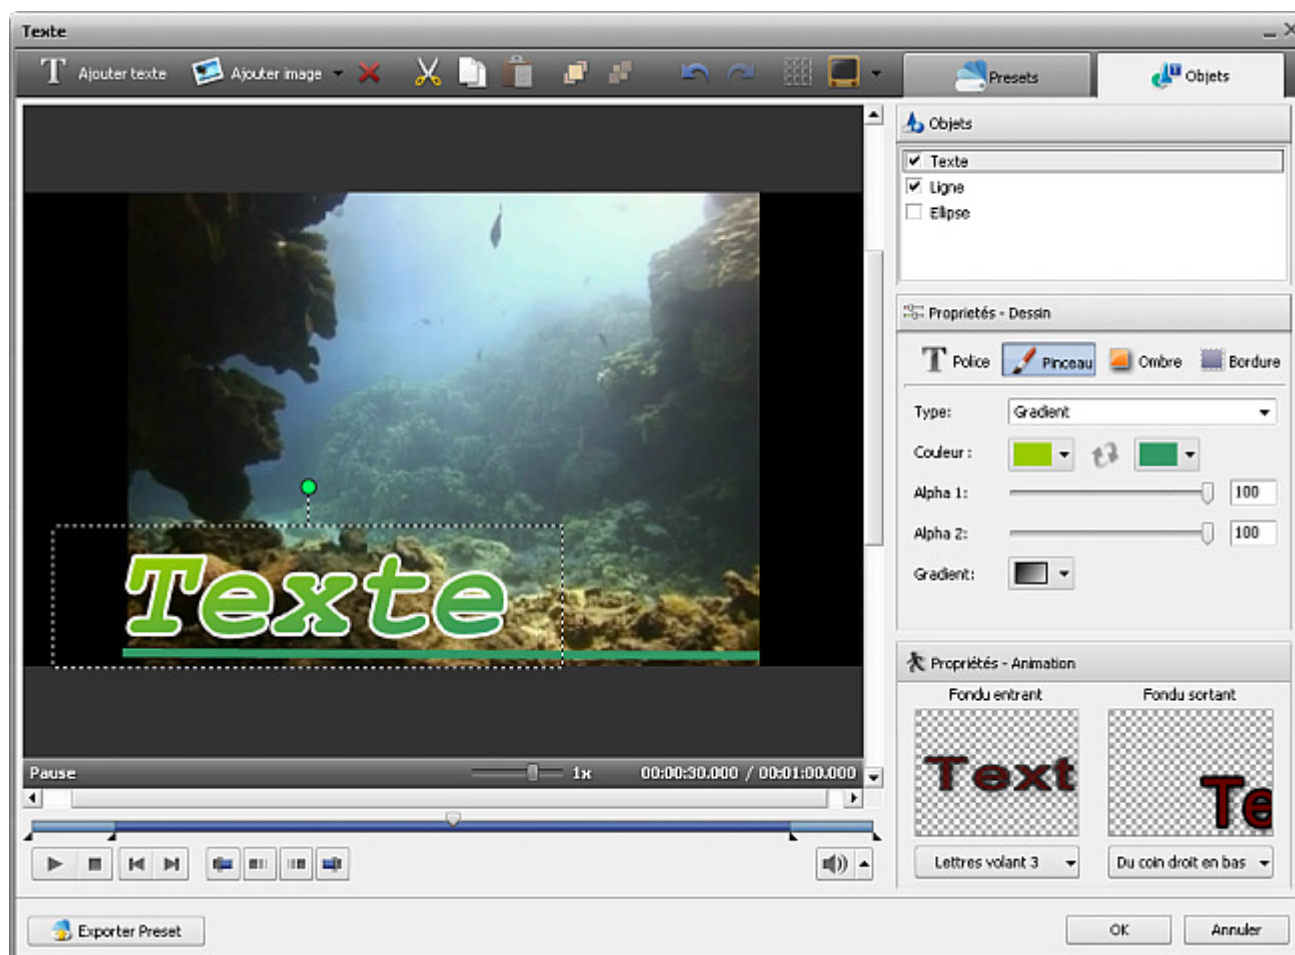 Texte
Ajouter texte
Ajouter image
Presets
Objets
Objets
Texte
Ligne
Ellipse
Proprietés - Dessin
Police
Pinceau
Ombre
Bordure
Type:
Gradient
Couleur :
Alpha 1:
100
Alpha 2:
100
Gradient:
Texte
Propriétés - Animation
Fondu entrant
Fondu sortant
Text
Te
Lettres volant 3
Du coin droit en bas
Pause
1x
00:00:30.000 / 00:01:00.000
Exporter Preset
OK
Annuler